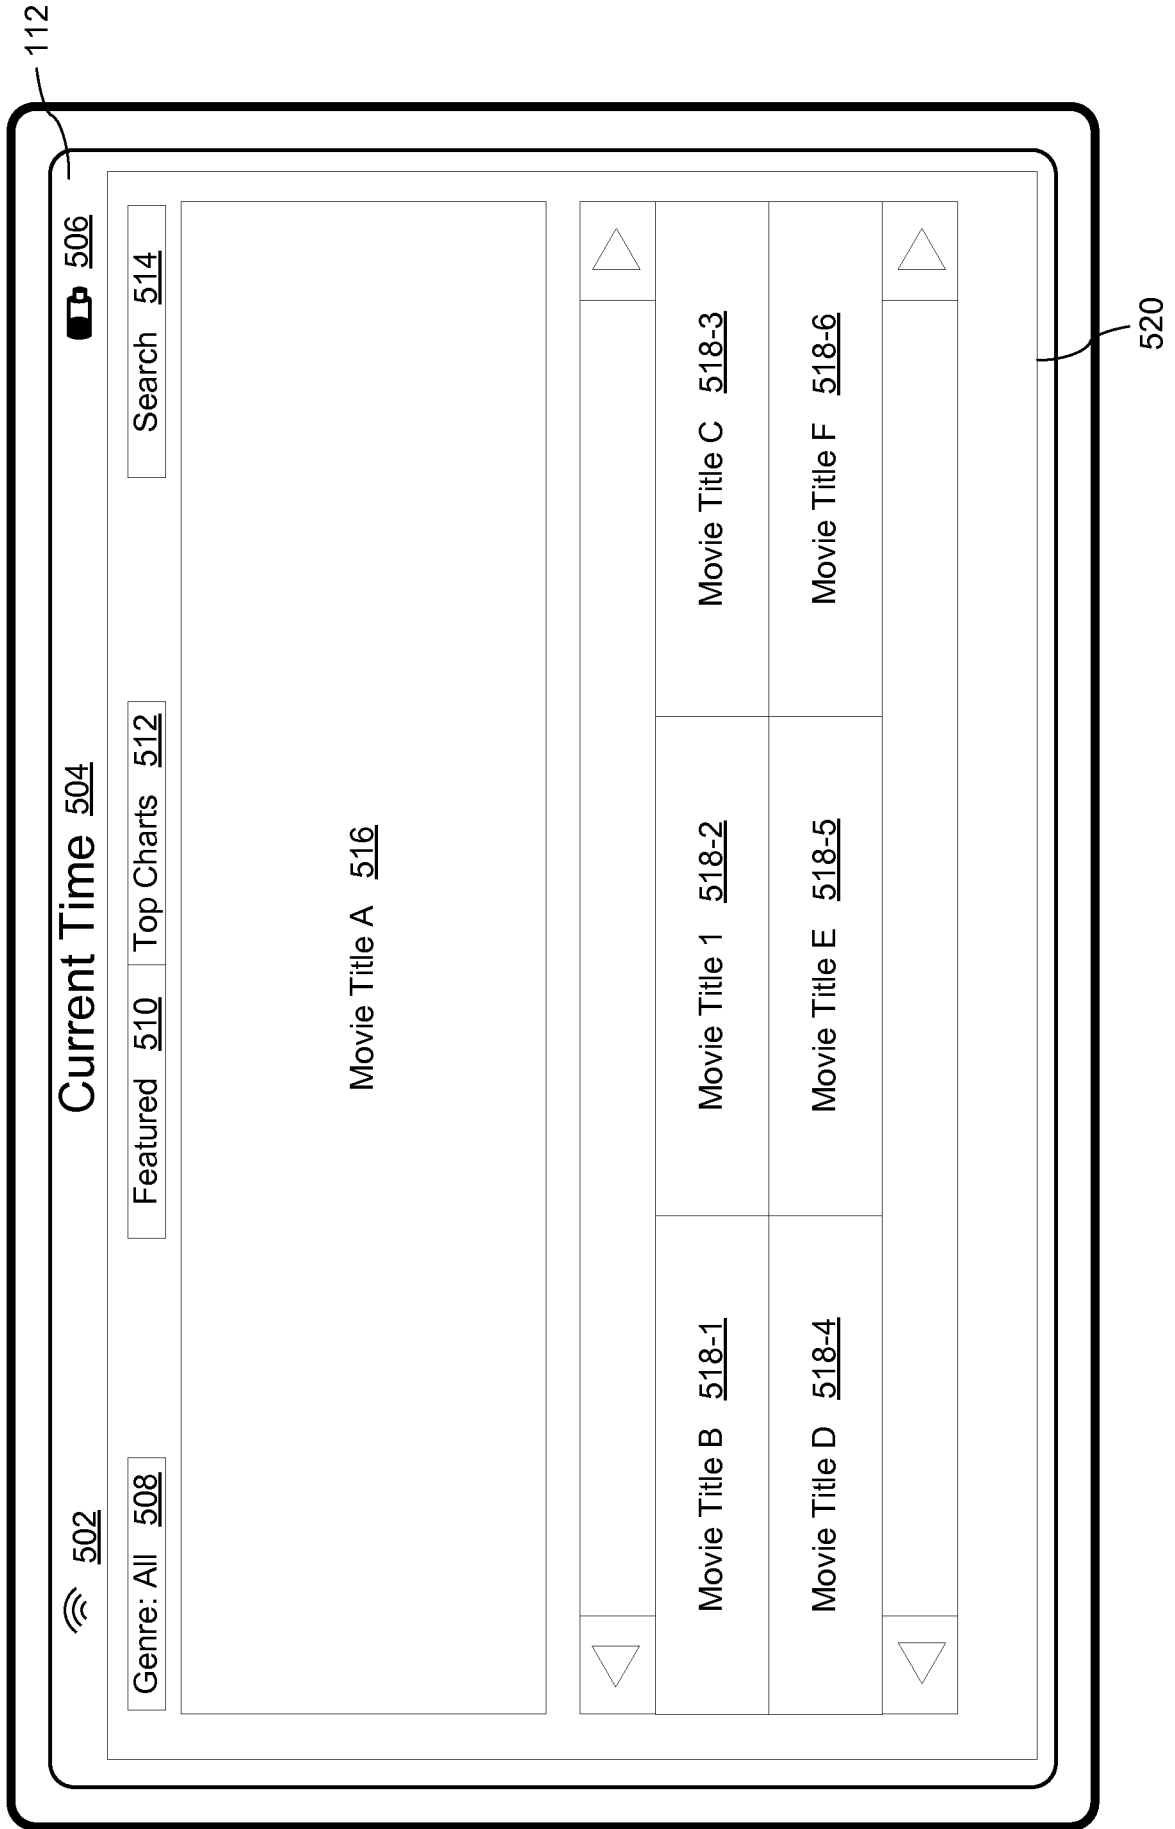 112
502
Current Time 504
506
Genre: All 508
Featured 510
Top Charts 512
Search 514
Movie Title A 516
Movie Title B 518-1
Movie Title 1 518-2
Movie Title C 518-3
Movie Title D 518-4
Movie Title E 518-5
Movie Title F 518-6
520